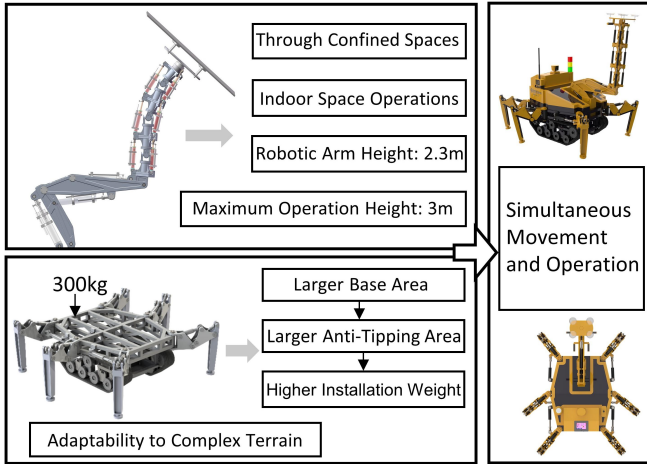 Through Confined Spaces
Indoor Space Operations
Robotic Arm Height: 2.3m
Maximum Operation Height: 3m
300kg
Larger Base Area
Larger Anti-Tipping Area
Higher Installation Weight
Adaptability to Complex Terrain
Simultaneous
Movement
and Operation